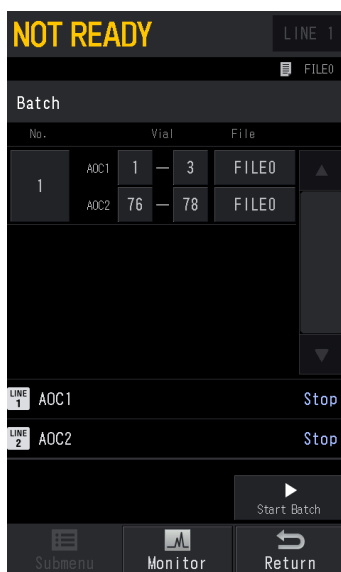 NOT READY LINE 1
FILE0
Batch
No. Vial File
1
AOC1 1 — 3 FILE0
AOC2 76 — 78 FILE0
LINE 1 AOC1 Stop
LINE 2 AOC2 Stop
Start Batch
Submenu Monitor Return